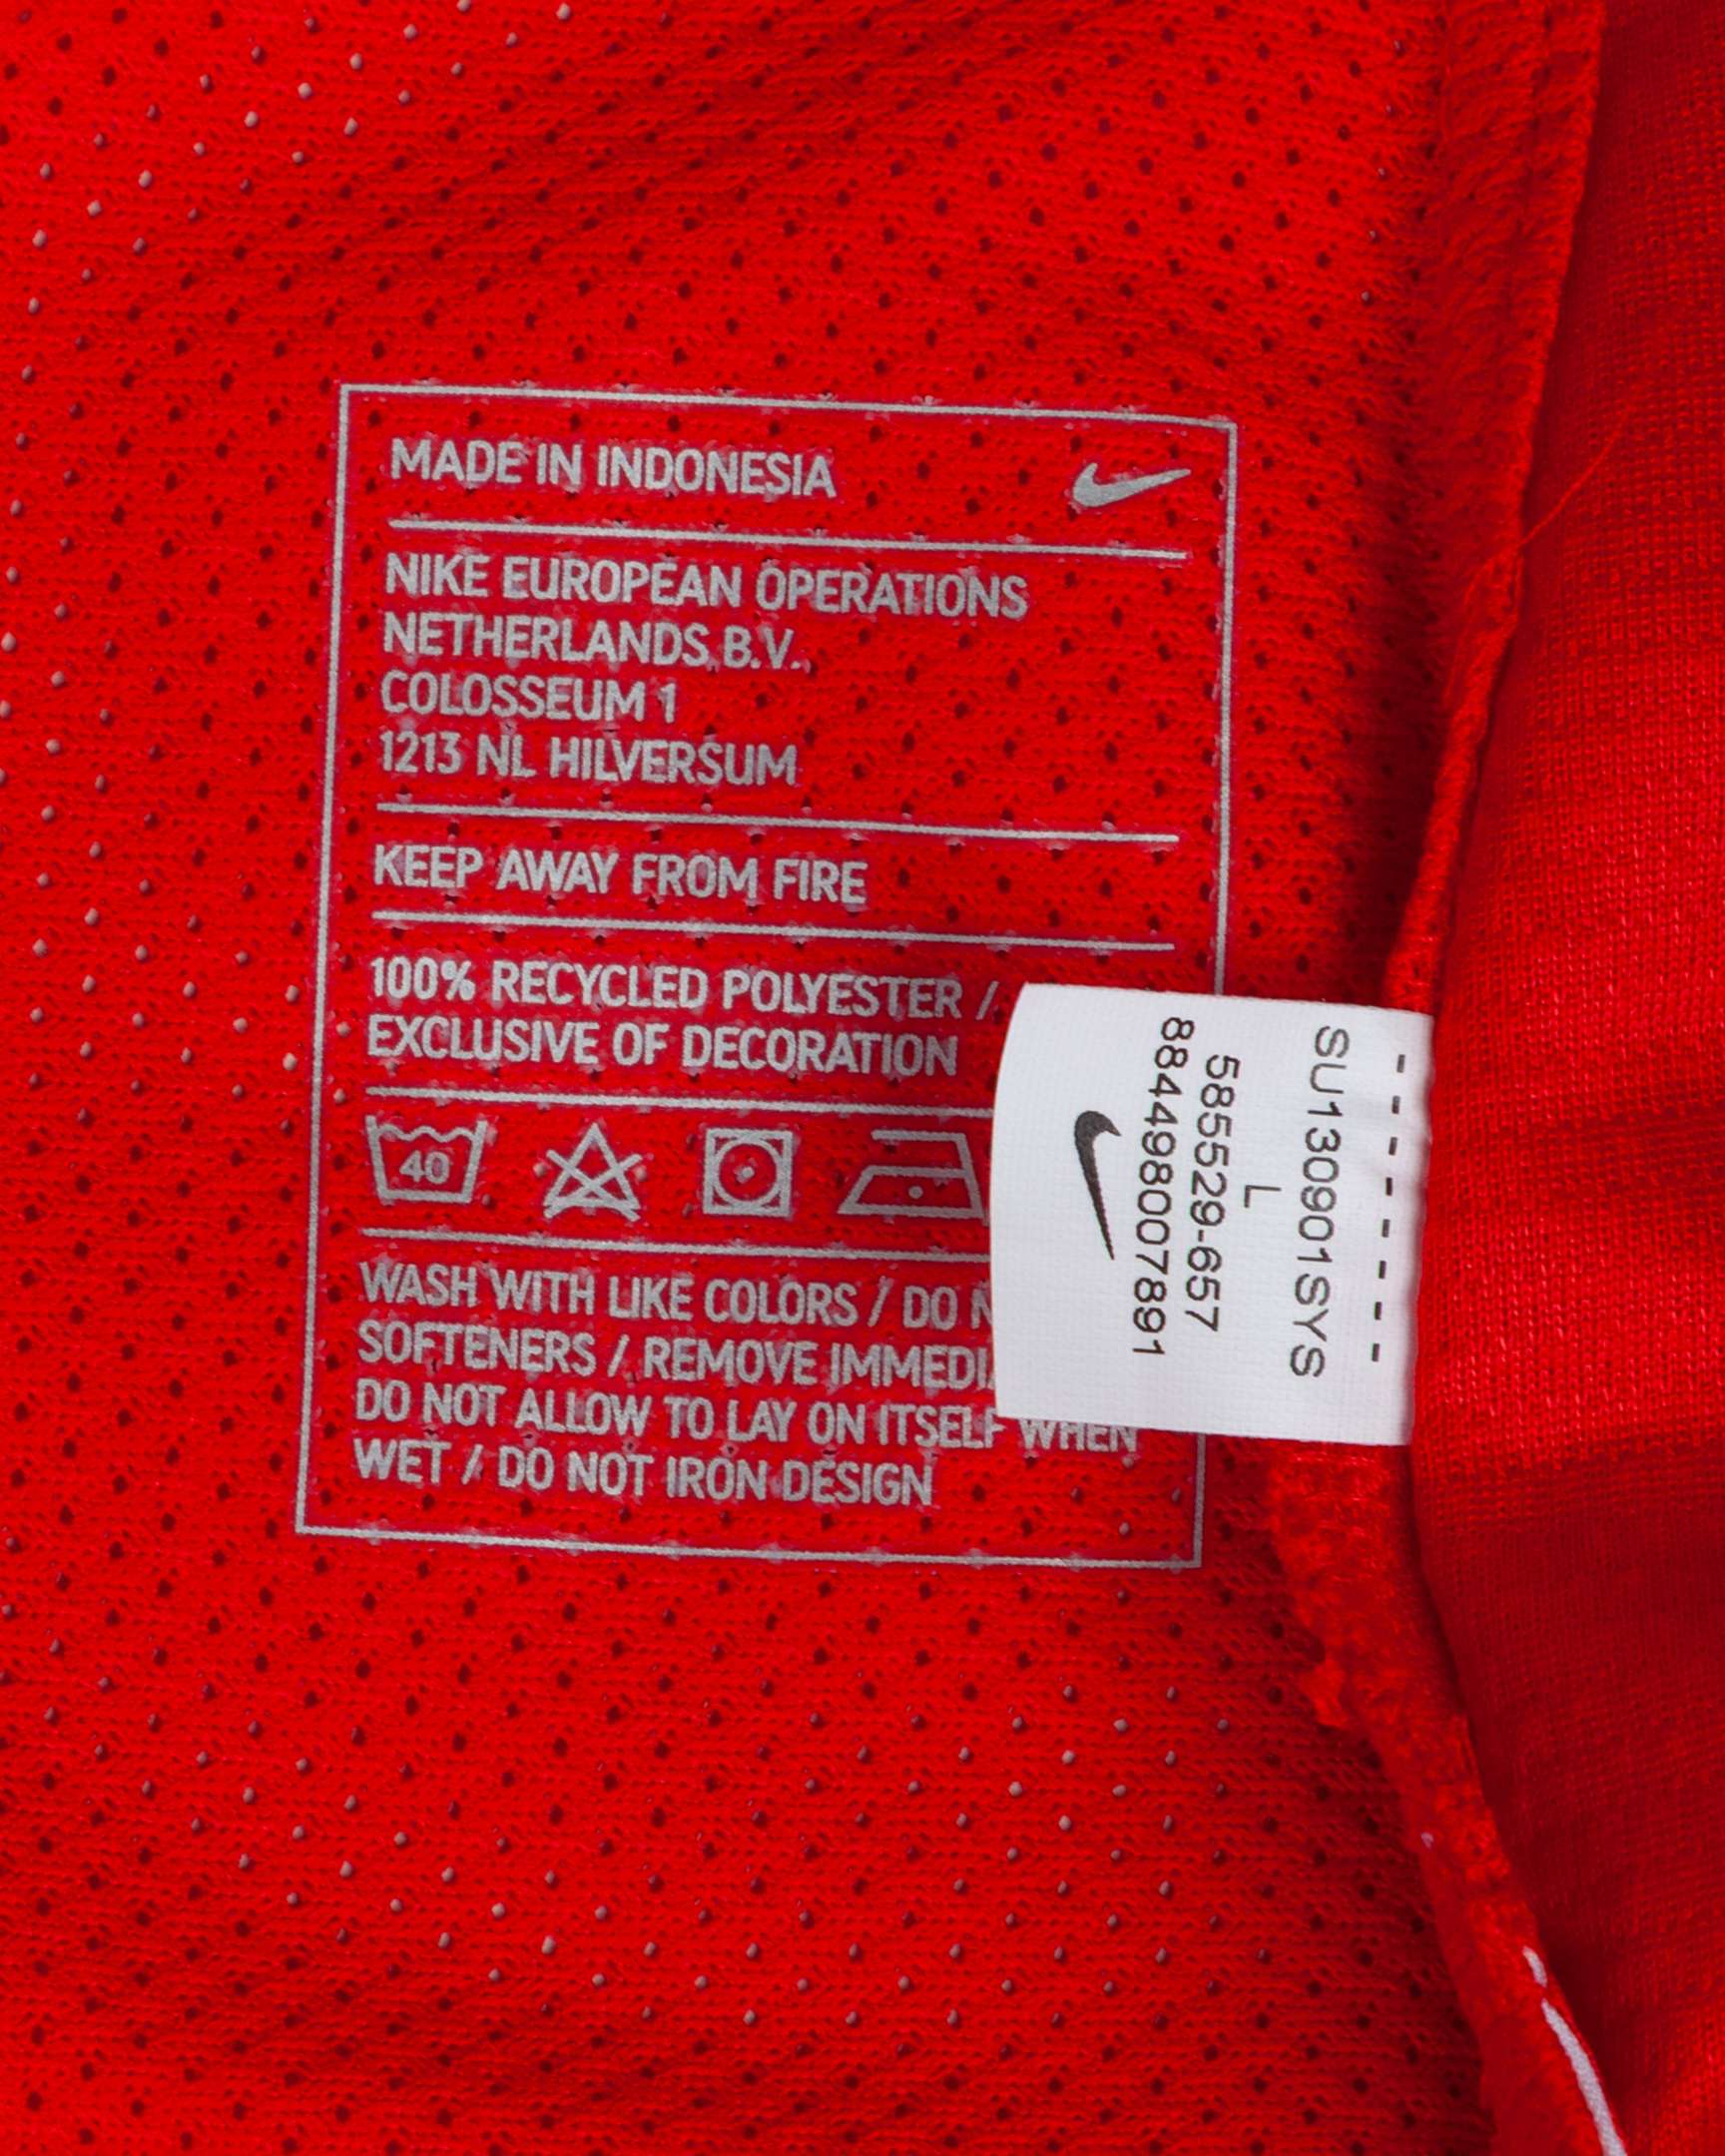 MADE IN INDONESIA
NIKE EUROPEAN OPERATIONS
NETHERLANDS B.V.
COLOSSEUM 1
1213 NL HILVERSUM
KEEP AWAY FROM FIRE
100% RECYCLED POLYESTER /
EXCLUSIVE OF DECORATION
40
WASH WITH LIKE COLORS / DO
SOFTENERS / REMOVE
DO NOT ALLOW TO LAY ON ITSELF WHEN
WET / DO NOT IRON DESIGN
SU130901SYS
L
585529-657
884498007891